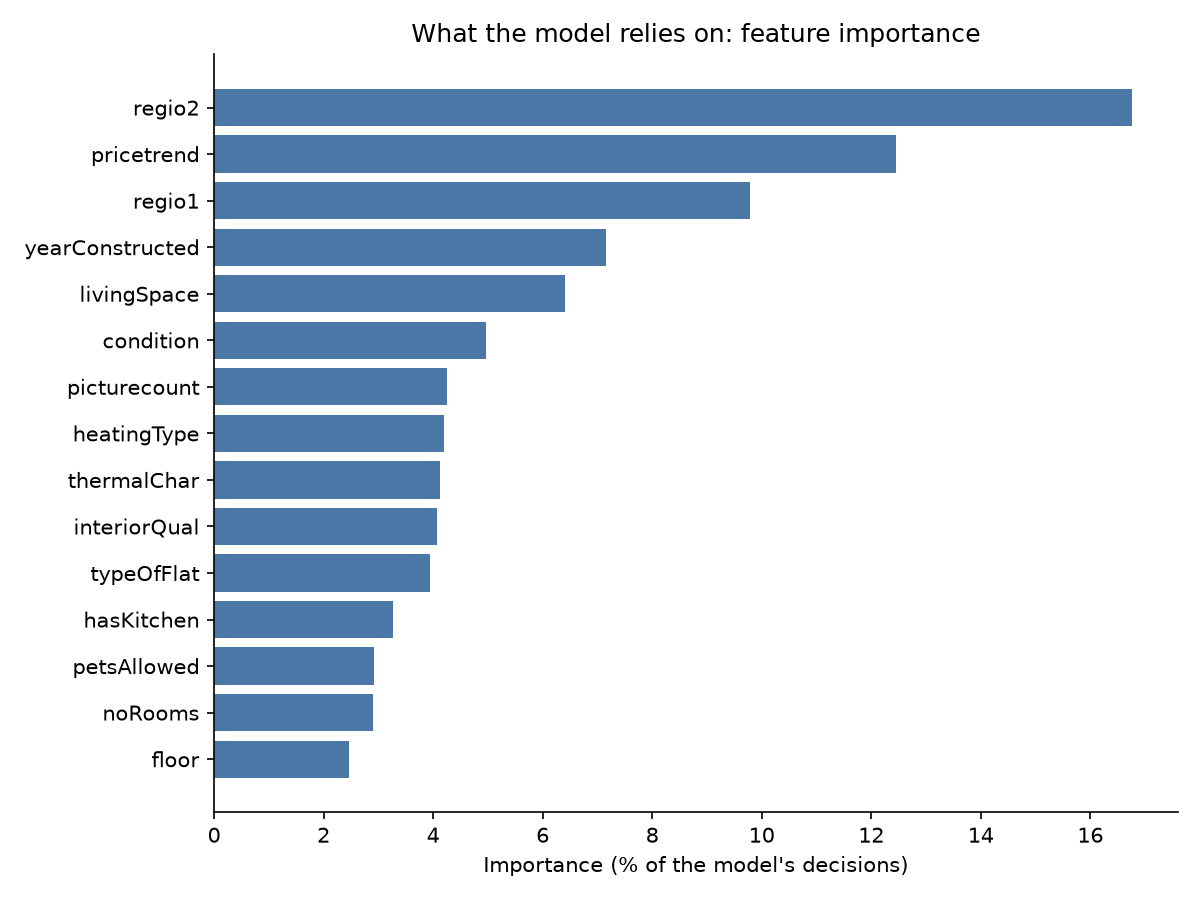 What the model relies on: feature importance
regio2
pricetrend
regio1
yearConstructed
livingSpace
condition
picturecount
heatingType
thermalChar
interiorQual
typeOfFlat
hasKitchen
petsAllowed
noRooms
floor
0 2 4 6 8 10 12 14 16
Importance (% of the model's decisions)